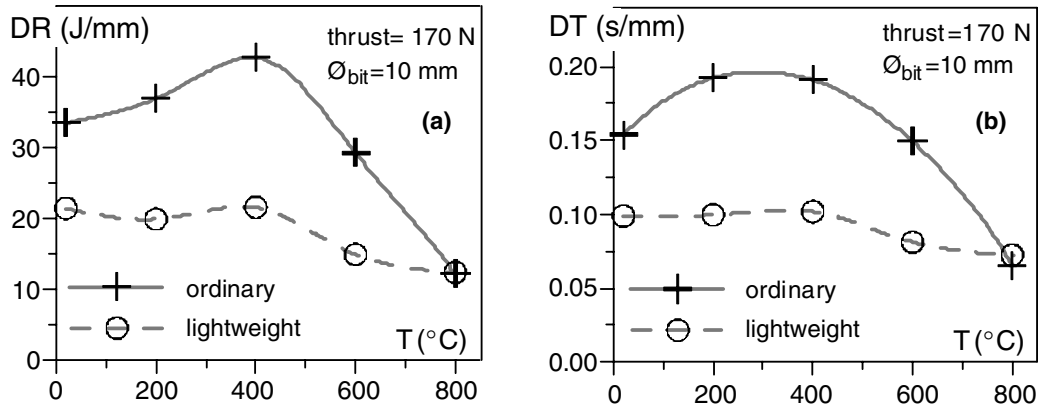 DR (J/mm)
thrust= 170 N
Øbit=10 mm
(a)
40
30
20
10
0
ordinary
lightweight
T (°C)
0 200 400 600 800
DT (s/mm)
thrust=170 N
Øbit=10 mm
(b)
0.20
0.15
0.10
0.05
0.00
ordinary
lightweight
T (°C)
0 200 400 600 800